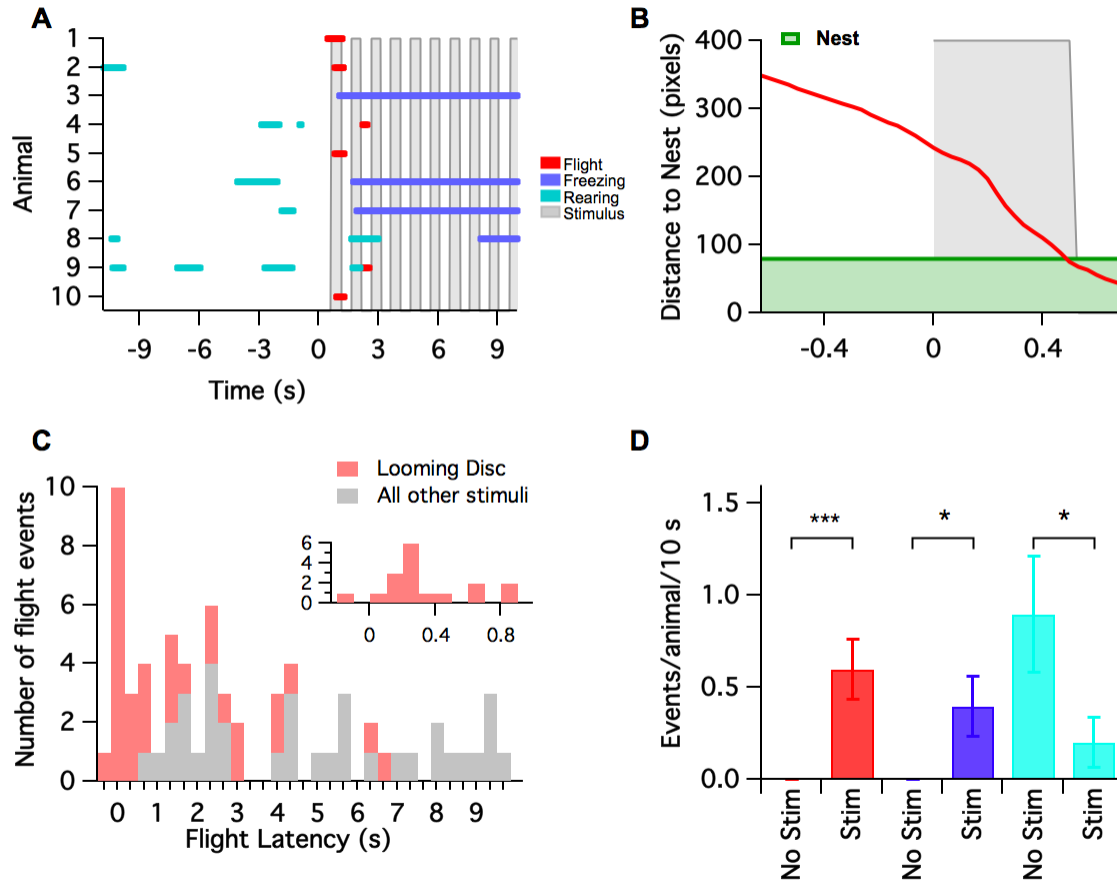 A
Animal
1
2
3
4
5
6
7
8
9
10
-9 -6 -3 0 3 6 9
Time (s)
Flight
Freezing
Rearing
Stimulus
B
Nest
Distance to Nest (pixels)
400
300
200
100
0
-0.4 0 0.4
C
Looming Disc
All other stimuli
Number of flight events
10
8
6
4
2
0
0 1 2 3 4 5 6 7 8 9
Flight Latency (s)
6
4
2
0
0 0.4 0.8
D
Events/animal/10 s
1.5
1.0
0.5
0.0
*** * *
No Stim Stim No Stim Stim No Stim Stim